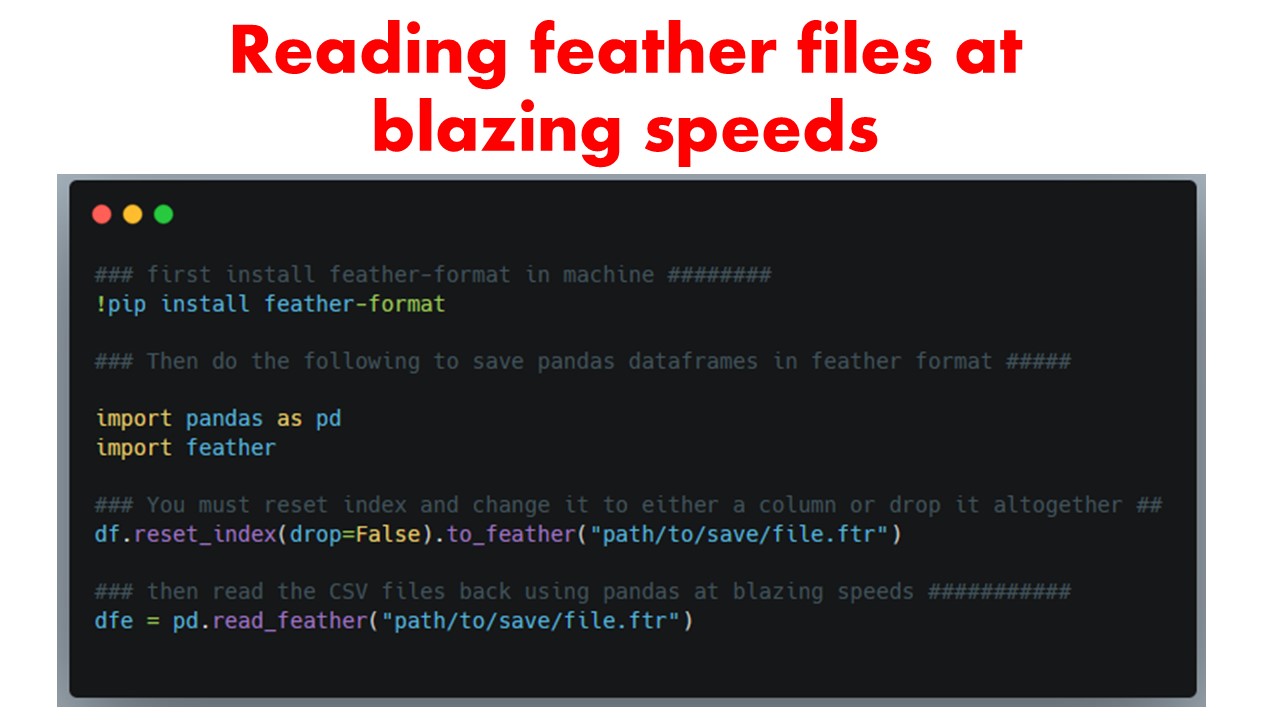 Reading feather files at
blazing speeds
### first install feather-format in machine ########
!pip install feather-format
### Then do the following to save pandas dataframes in feather format #####
import pandas as pd
import feather
### You must reset index and change it to either a column or drop it altogether ##
df.reset_index(drop=False).to_feather("path/to/save/file.ftr")
### then read the CSV files back using pandas at blazing speeds ###########
dfe = pd.read_feather("path/to/save/file.ftr")